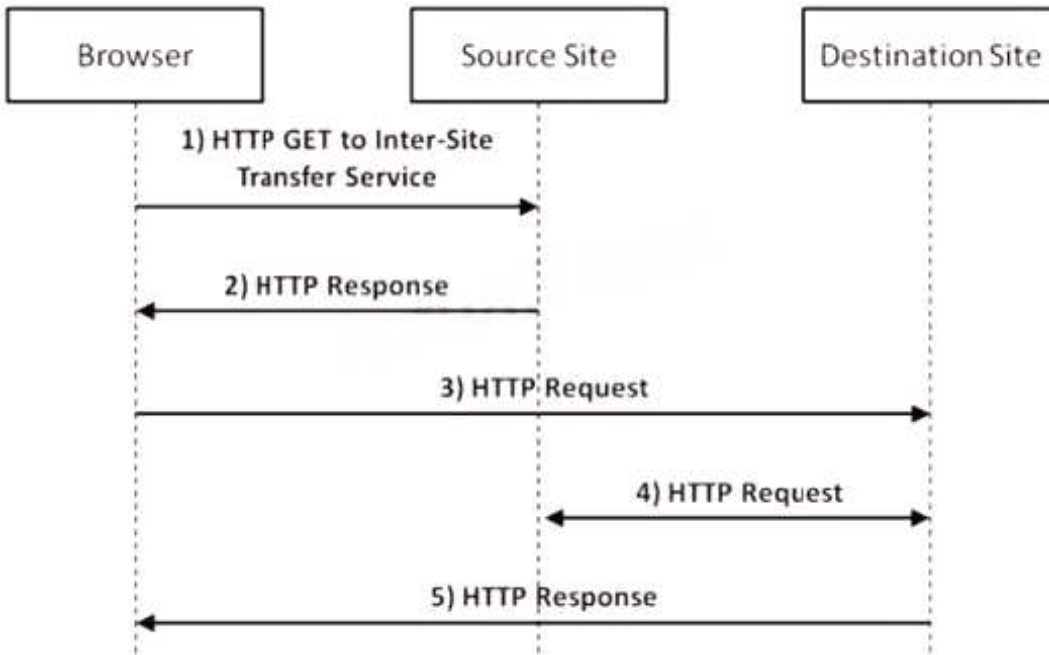 Browser
Source Site
Destination Site
1) HTTP GET to Inter-Site
Transfer Service
2) HTTP Response
3) HTTP Request
4) HTTP Request
5) HTTP Response